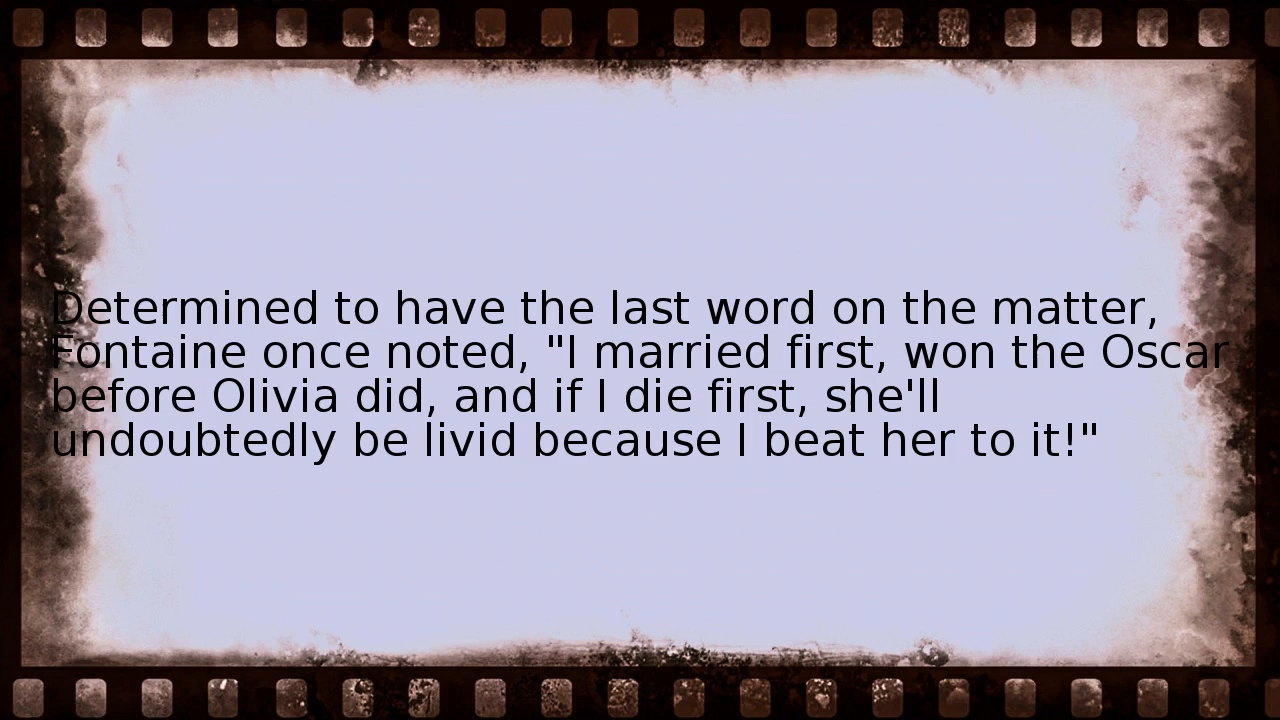 Determined to have the last word on the matter,
Fontaine once noted, "I married first, won the Oscar
before Olivia did, and if I die first, she'll
undoubtedly be livid because I beat her to it!"